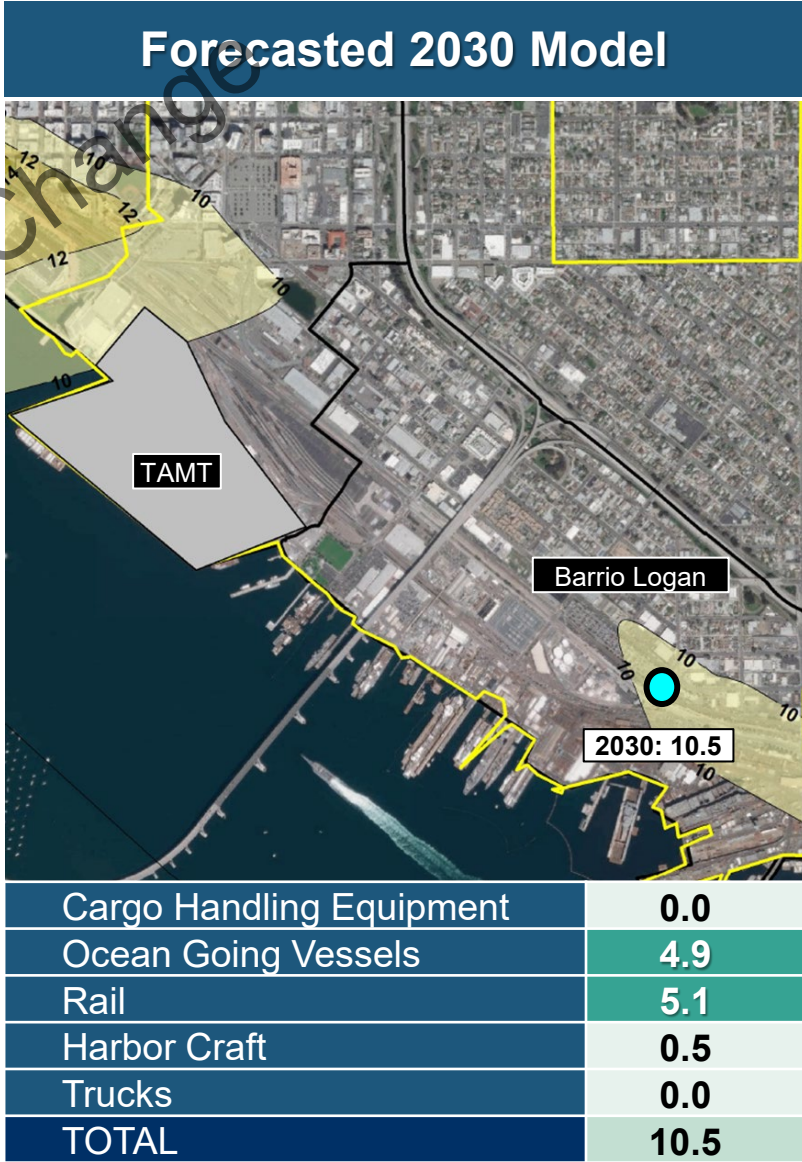 Forecasted 2030 Model
Change
14
12
10
12
10
12
10
10
TAMT
Barrio Logan
10
10
10
2030: 10.5
10
Cargo Handling Equipment 0.0
Ocean Going Vessels 4.9
Rail 5.1
Harbor Craft 0.5
Trucks 0.0
TOTAL 10.5